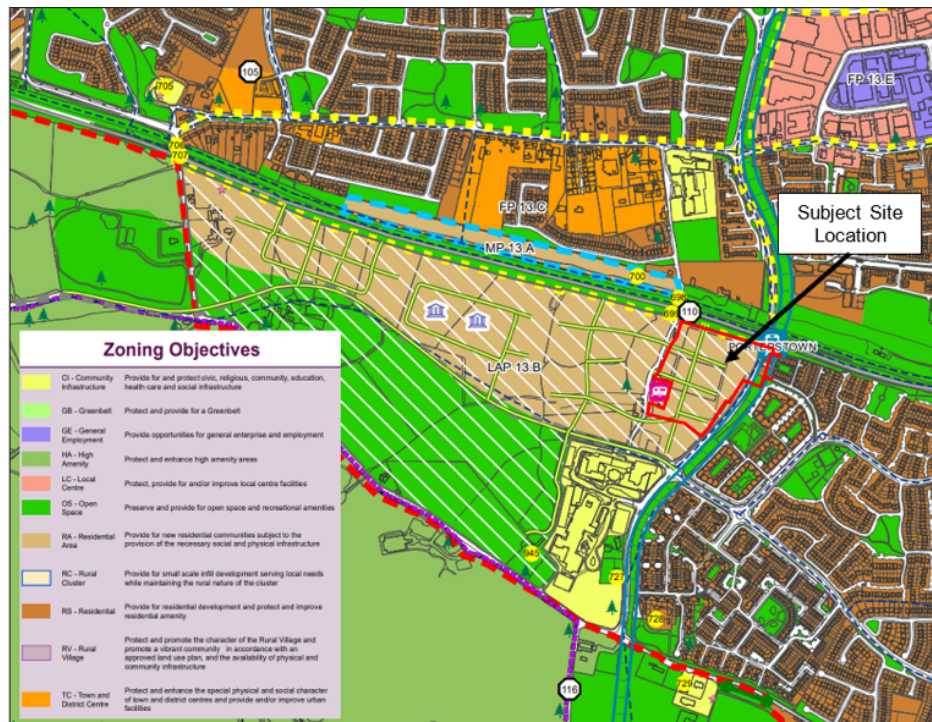 705
105
FP 13.E
706
707
FP 13.C
Subject Site
Location
MP 13.A
700
698
699
110
PORTERSTOWN
LAP 13.B
Zoning Objectives
CI - Community
Infrastructure
Provide for and protect civic, religious, community, education,
health care and social infrastructure
GB - Greenbelt
Protect and provide for a Greenbelt
GE - General
Employment
Provide opportunities for general enterprise and employment
HA - High
Amenity
Protect and enhance high amenity areas
LC - Local
Centre
Protect, provide for and/or improve local centre facilities
OS - Open
Space
Preserve and provide for open space and recreational amenities
RA - Residential
Area
Provide for new residential communities subject to the
provision of the necessary social and physical infrastructure
RC - Rural
Cluster
Provide for small scale infill development serving local needs
while maintaining the rural nature of the cluster
RS - Residential
Provide for residential development and protect and improve
residential amenity
RV - Rural
Village
Protect and promote the character of the Rural Village and
promote a vibrant community in accordance with an
approved land use plan, and the availability of physical and
community infrastructure
TC - Town and
District Centre
Protect and enhance the special physical and social character
of town and district centres and provide and/or improve urban
facilities
945
727
728
729
116